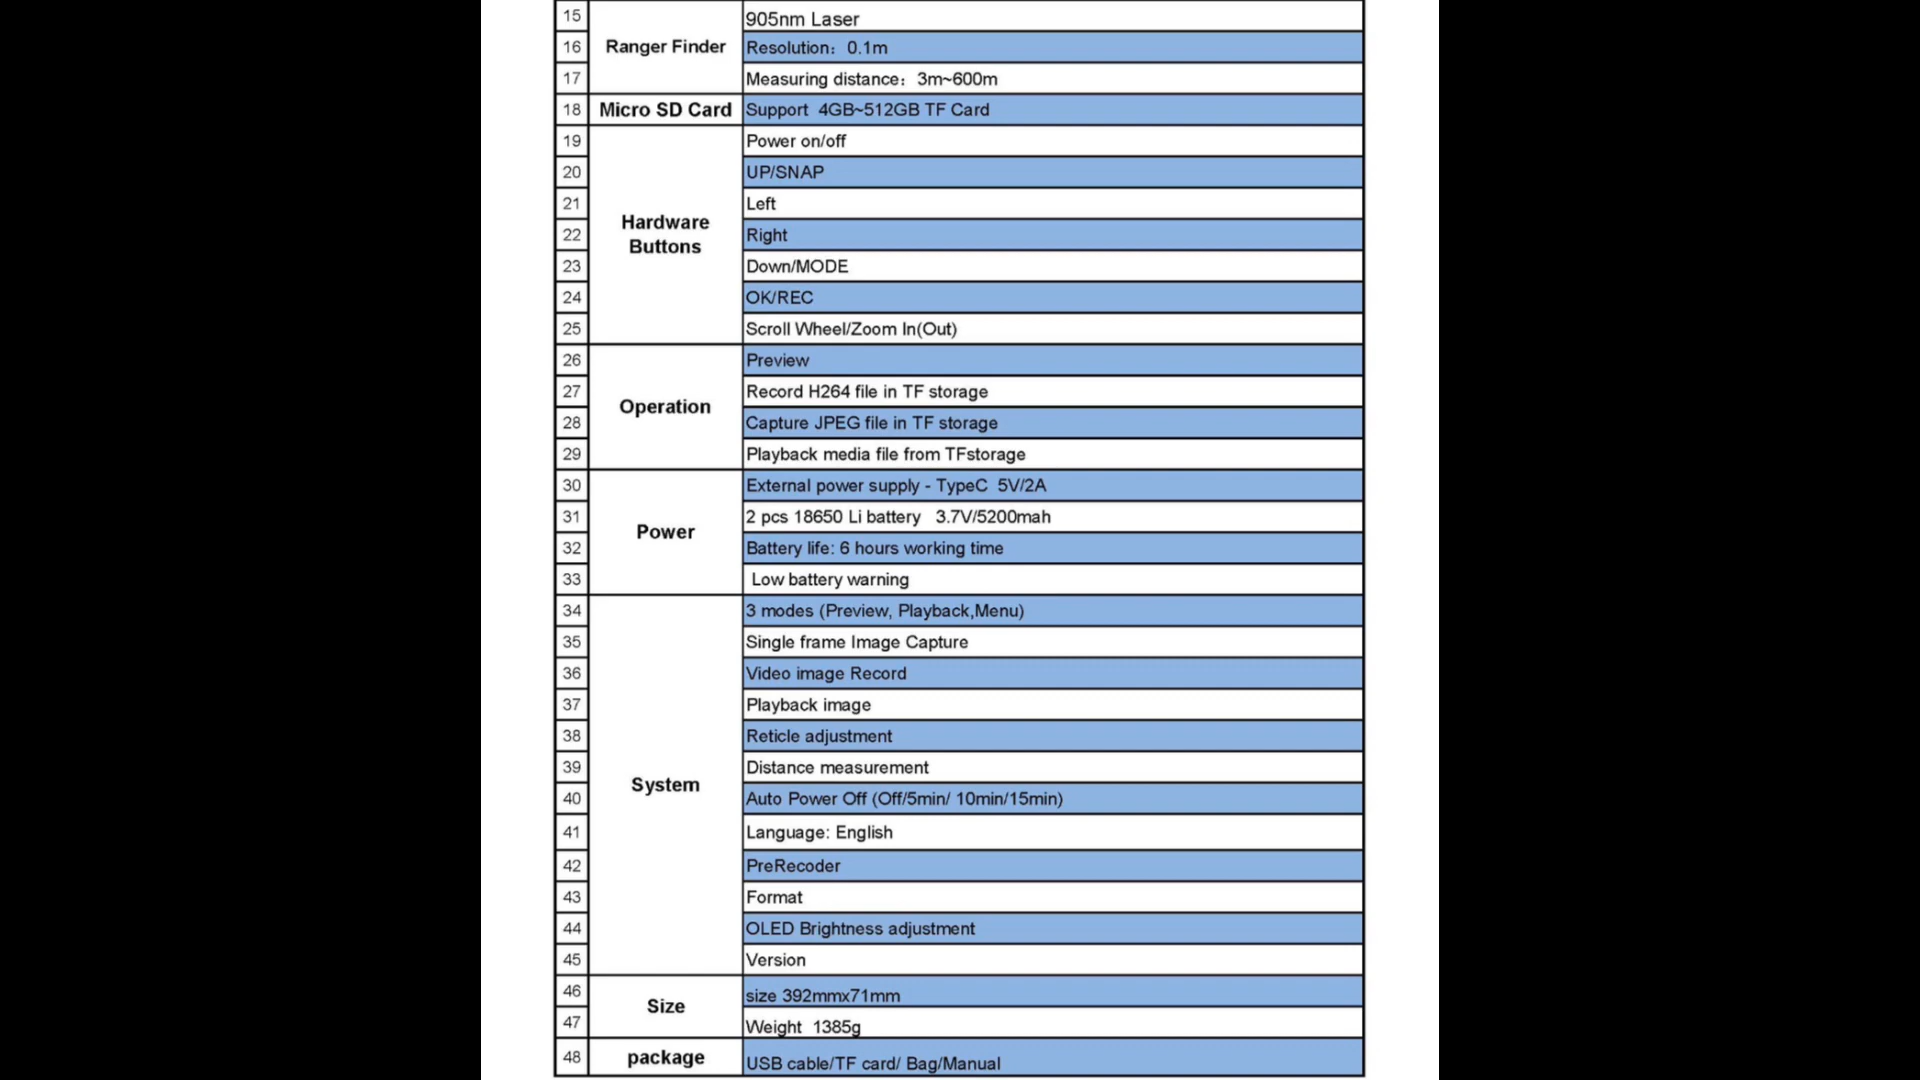 15 905nm Laser
16 Ranger Finder Resolution：0.1m
17 Measuring distance：3m~600m
18 Micro SD Card Support 4GB~512GB TF Card
19 Power on/off
20 UP/SNAP
21 Left
22 Hardware Buttons Right
23 Down/MODE
24 OK/REC
25 Scroll Wheel/Zoom In(Out)
26 Preview
27 Operation Record H264 file in TF storage
28 Capture JPEG file in TF storage
29 Playback media file from TFstorage
30 External power supply - TypeC 5V/2A
31 Power 2 pcs 18650 Li battery 3.7V/5200mah
32 Battery life: 6 hours working time
33 Low battery warning
34 3 modes (Preview, Playback,Menu)
35 Single frame Image Capture
36 Video image Record
37 Playback image
38 Reticle adjustment
39 Distance measurement
40 System Auto Power Off (Off/5min/ 10min/15min)
41 Language: English
42 PreRecoder
43 Format
44 OLED Brightness adjustment
45 Version
46 Size size 392mmx71mm
47 Weight 1385g
48 package USB cable/TF card/ Bag/Manual